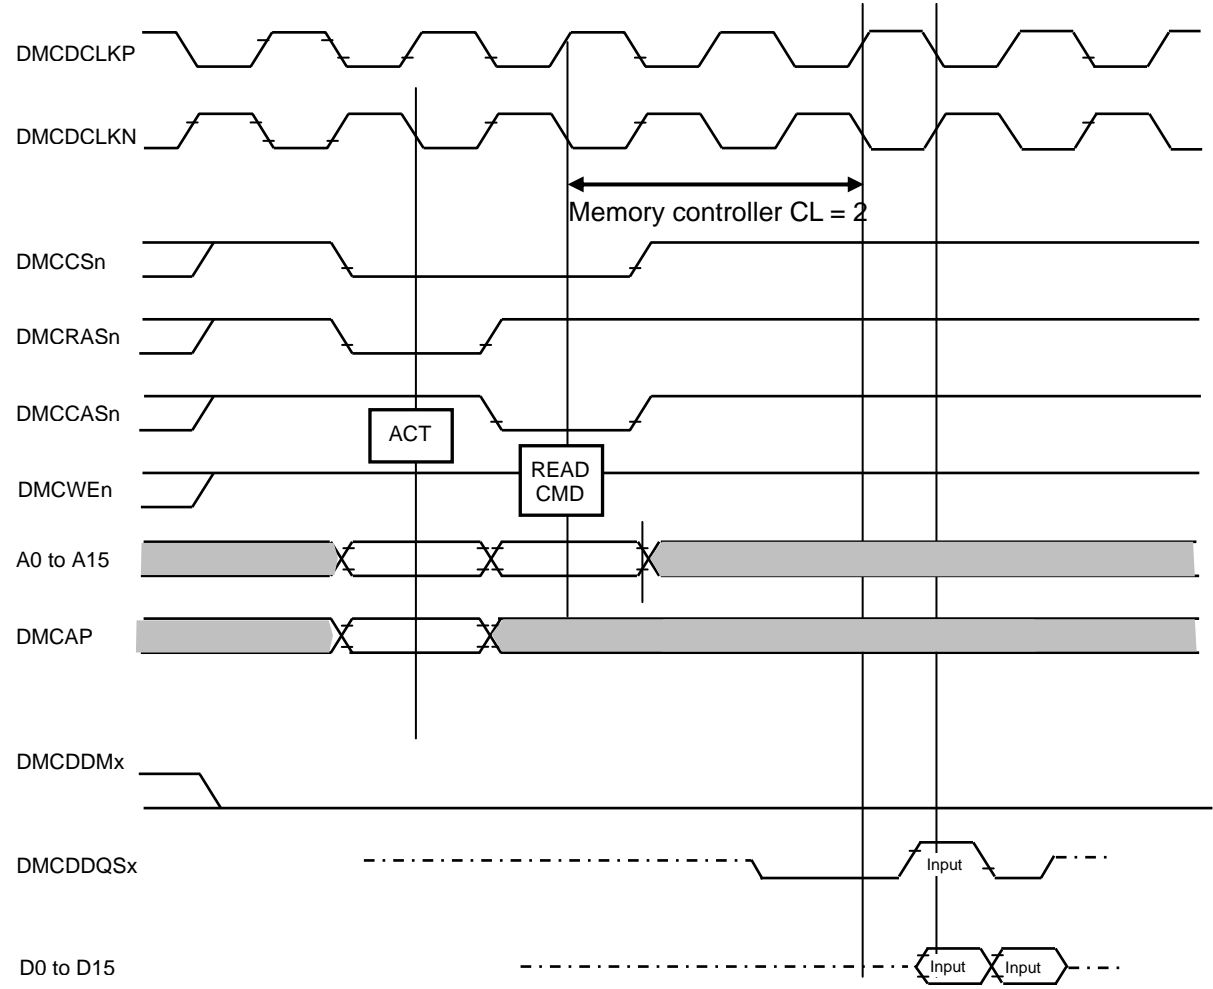 DMCDCLKP
DMCDCLKN
Memory controller CL = 2
DMCCSn
DMCRASn
DMCCASn
ACT
READ
CMD
DMCWEn
A0 to A15
DMCAP
DMCDDMx
DMCDDQSx
Input
D0 to D15
Input
Input